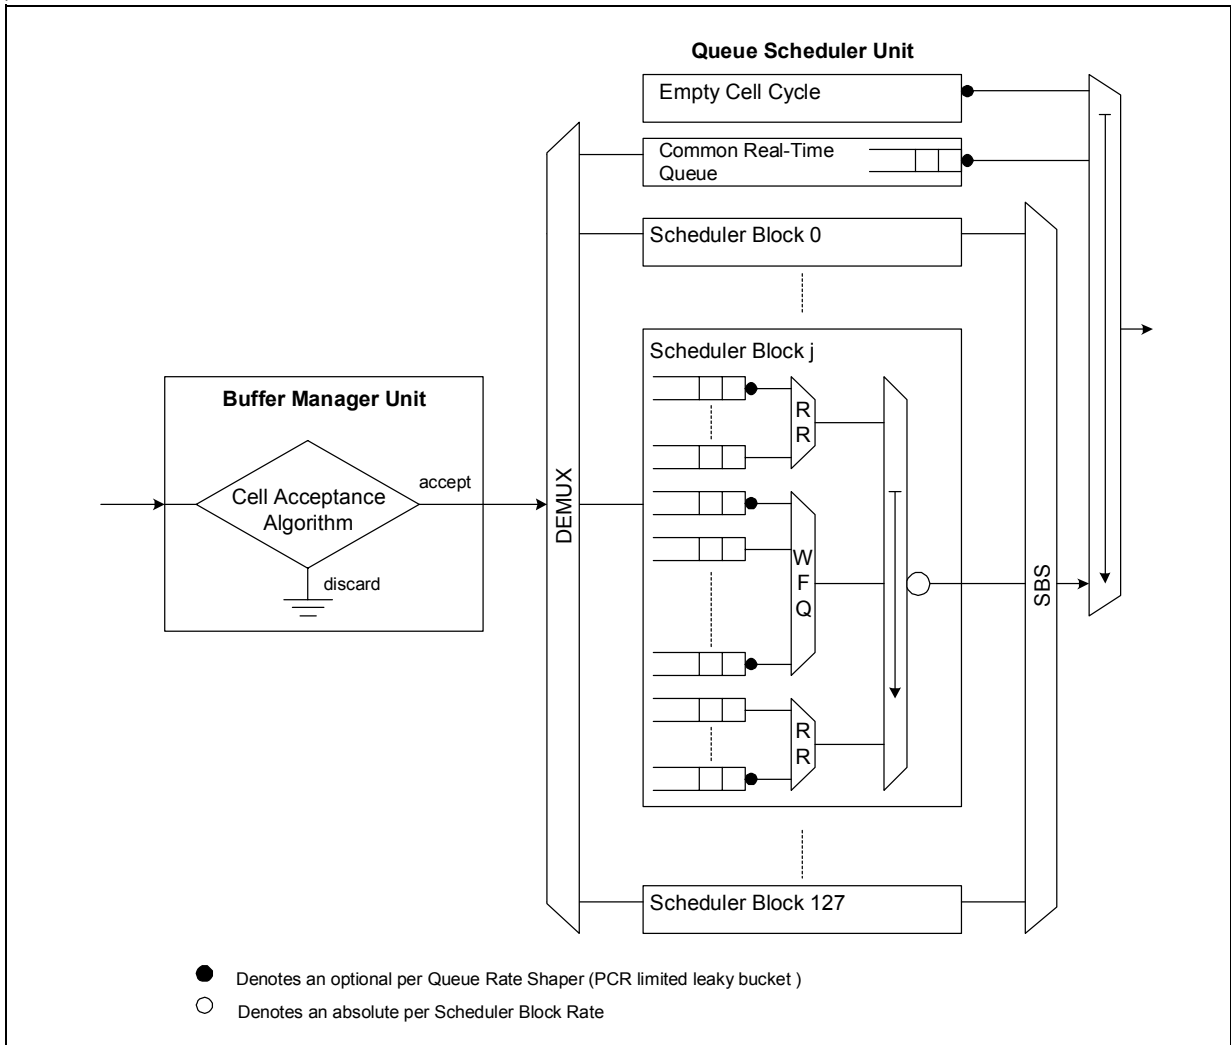 Queue Scheduler Unit
Empty Cell Cycle
Common Real-Time
Queue
Scheduler Block 0
Scheduler Block j
Buffer Manager Unit
Cell Acceptance
Algorithm
accept
discard
DEMUX
R
R
W
F
Q
R
R
SBS
Scheduler Block 127
Denotes an optional per Queue Rate Shaper (PCR limited leaky bucket )
Denotes an absolute per Scheduler Block Rate